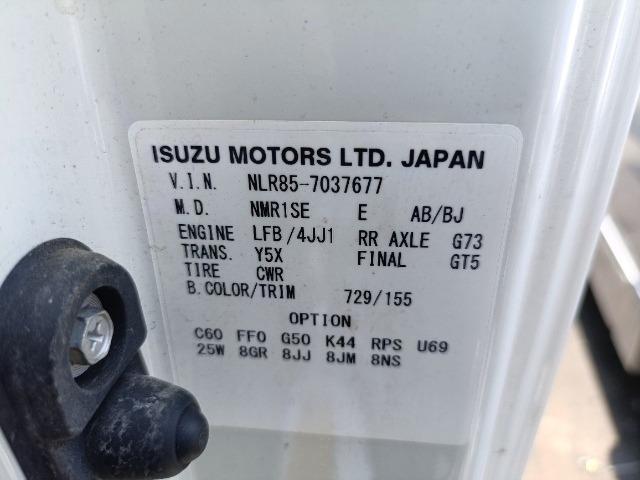 ISUZU MOTORS LTD. JAPAN
V.I.N. NLR85-7037677
M.D. NMR1SE E AB/BJ
ENGINE LFB/4JJ1 RR AXLE G73
TRANS. Y5X FINAL GT5
TIRE CWR
B.COLOR/TRIM 729/155
OPTION
C60 FF0 G50 K44 RPS U69
25W 8GR 8JJ 8JM 8NS